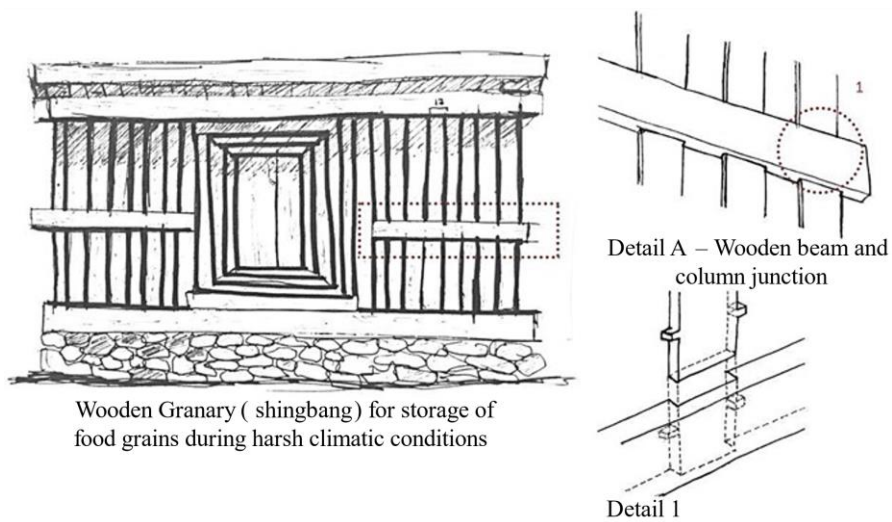 1
Detail A – Wooden beam and
column junction
Wooden Granary ( shingbang) for storage of
food grains during harsh climatic conditions
Detail 1